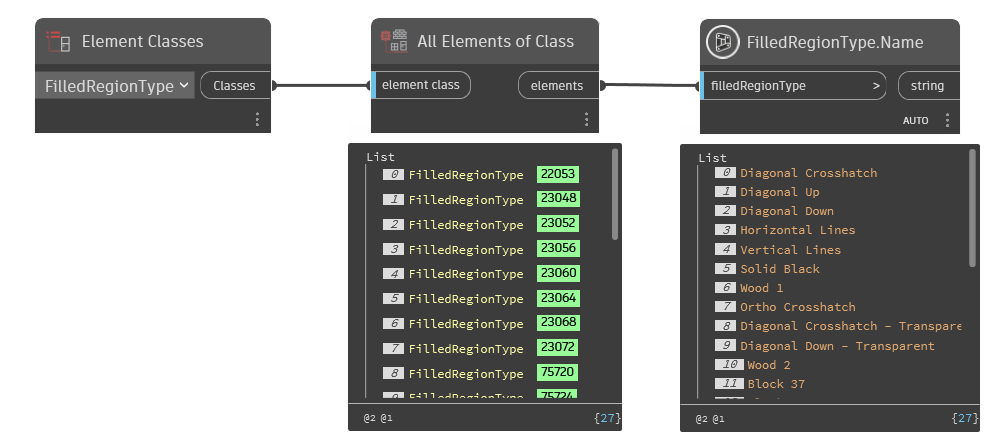 Element Classes
FilledRegionType
Classes
All Elements of Class
element class
elements
FilledRegionType.Name
filledRegionType >
string
AUTO
List
0 FilledRegionType 22053
1 FilledRegionType 23048
2 FilledRegionType 23052
3 FilledRegionType 23056
4 FilledRegionType 23060
5 FilledRegionType 23064
6 FilledRegionType 23068
7 FilledRegionType 23072
8 FilledRegionType 75720
9 FilledRegionType 75724
@2 @1 {27}
List
0 Diagonal Crosshatch
1 Diagonal Up
2 Diagonal Down
3 Horizontal Lines
4 Vertical Lines
5 Solid Black
6 Wood 1
7 Ortho Crosshatch
8 Diagonal Crosshatch - Transpare
9 Diagonal Down - Transparent
10 Wood 2
11 Block 37
@2 @1 {27}